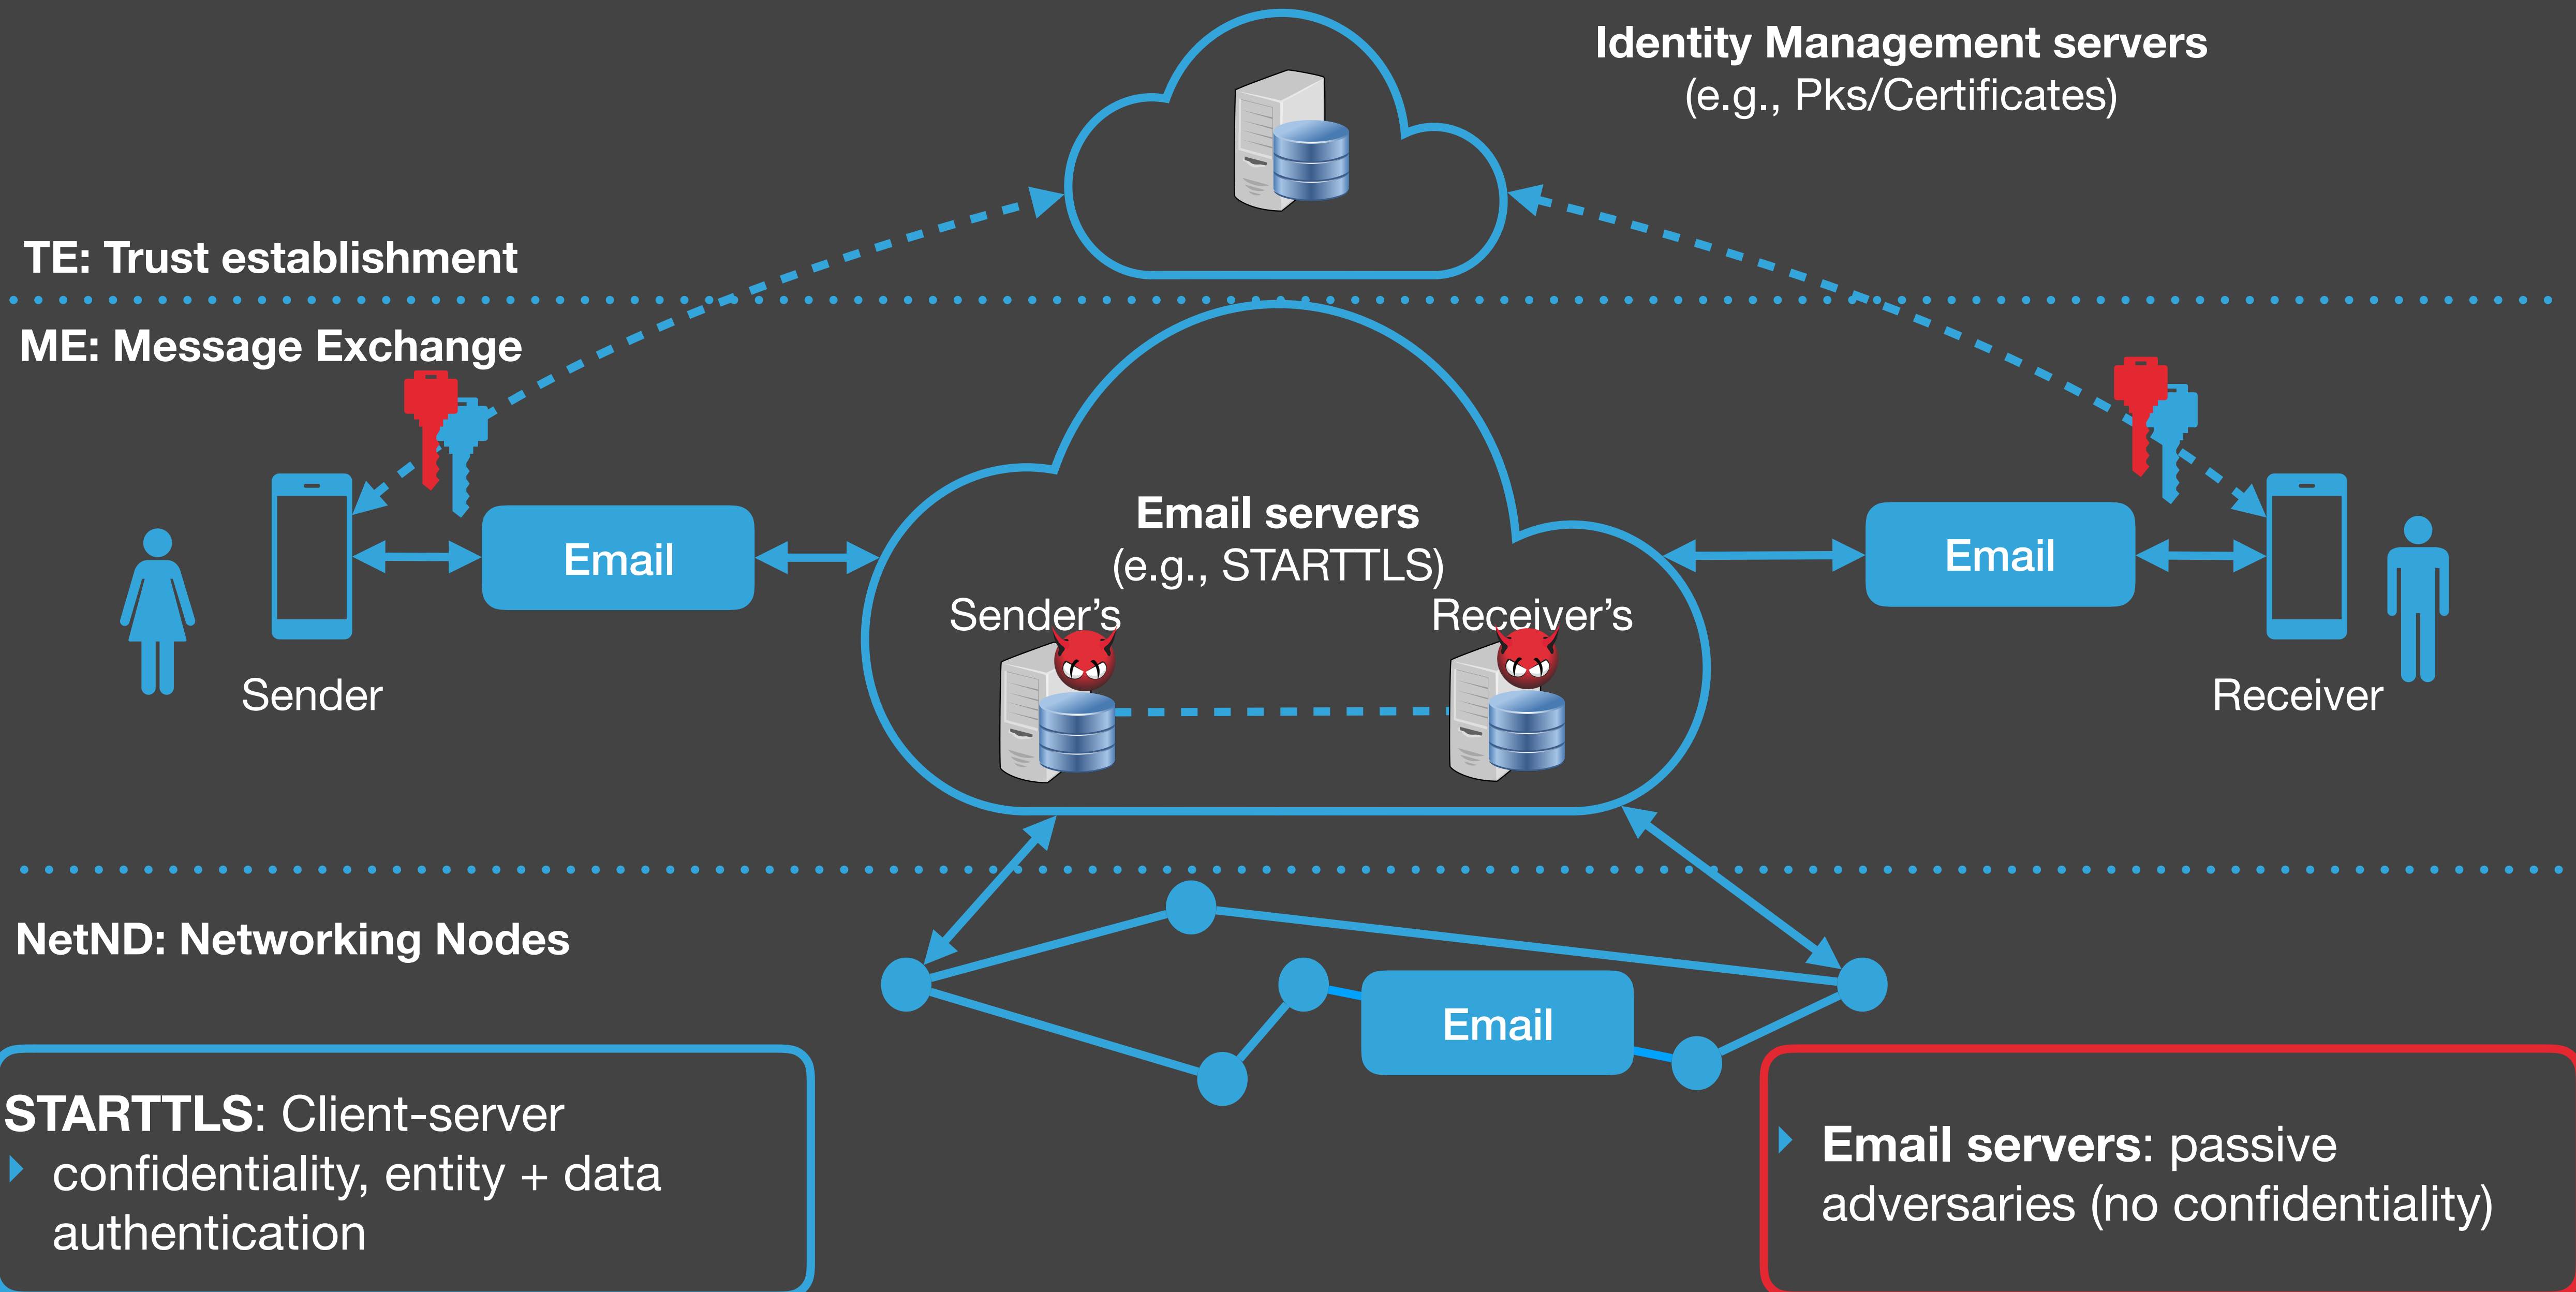 Identity Management servers
(e.g., Pks/Certificates)
TE: Trust establishment
ME: Message Exchange
Email servers
(e.g., STARTTLS)
Sender's
Receiver's
Email
Email
Sender
Receiver
NetND: Networking Nodes
Email
STARTTLS: Client-server
confidentiality, entity + data
authentication
Email servers: passive
adversaries (no confidentiality)